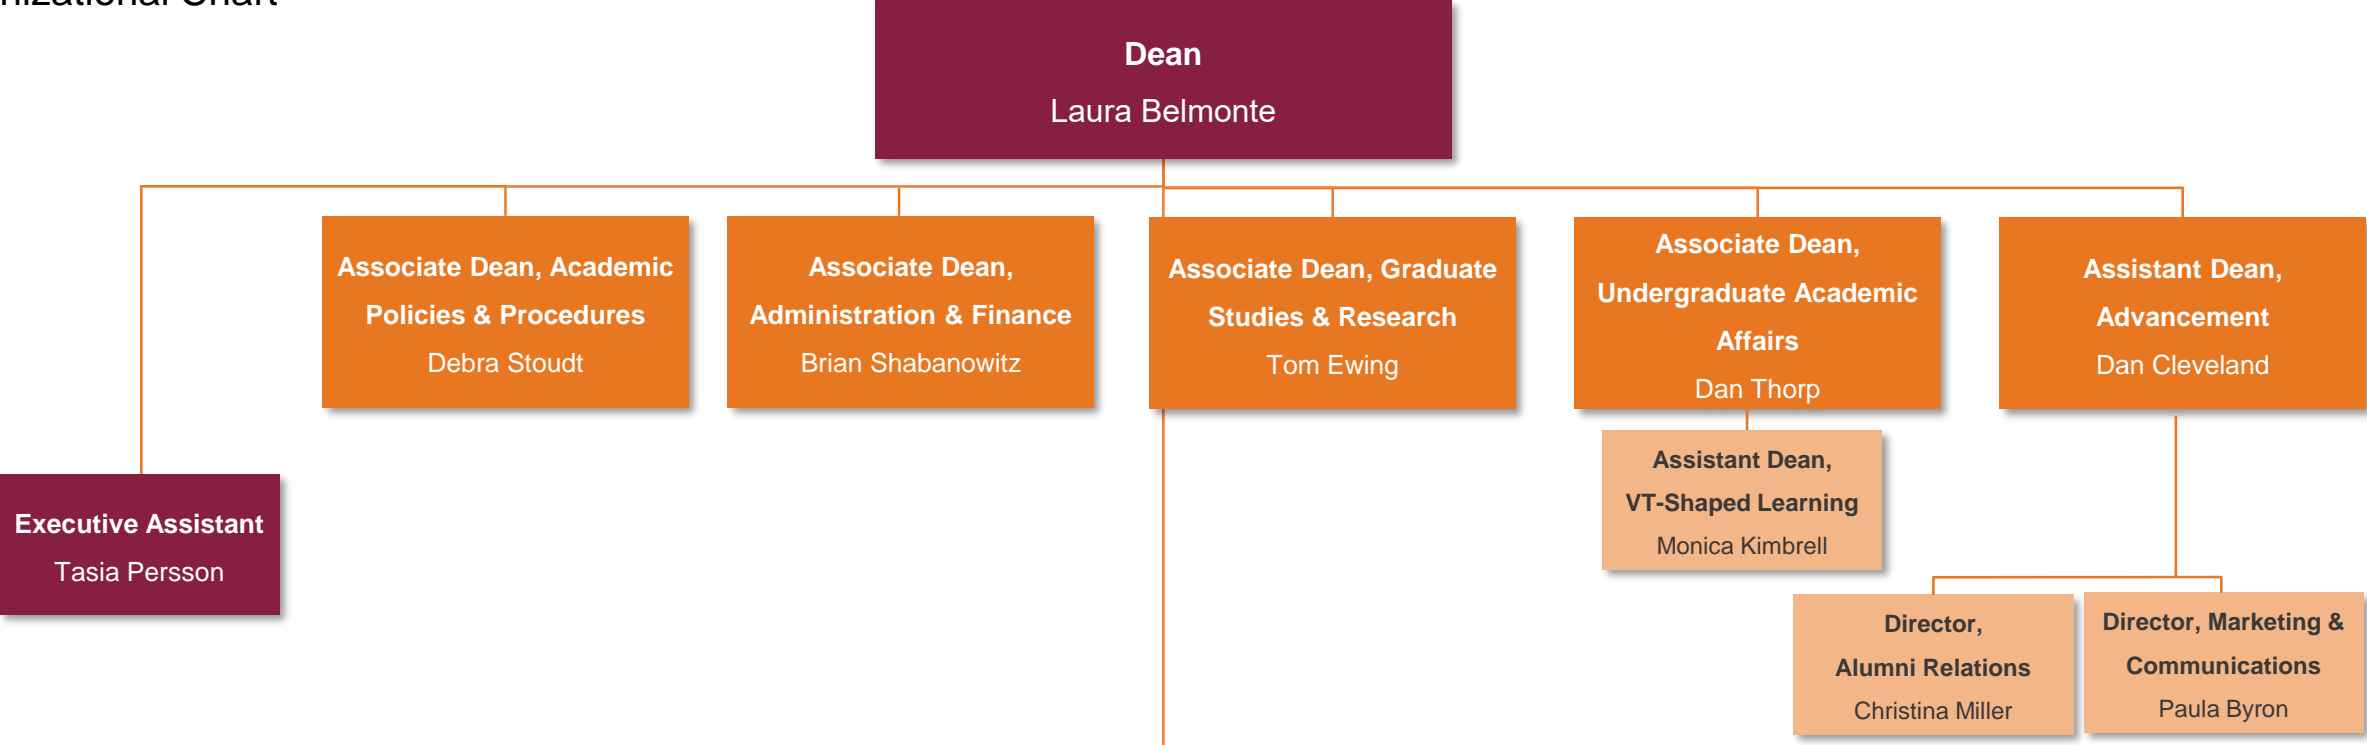 Dean
Laura Belmonte
Associate Dean, Academic
Policies & Procedures
Debra Stoudt
Associate Dean,
Administration & Finance
Brian Shabanowitz
Associate Dean, Graduate
Studies & Research
Tom Ewing
Associate Dean,
Undergraduate Academic
Affairs
Dan Thorp
Assistant Dean,
Advancement
Dan Cleveland
Executive Assistant
Tasia Persson
Assistant Dean,
VT-Shaped Learning
Monica Kimbrell
Director,
Alumni Relations
Christina Miller
Director, Marketing &
Communications
Paula Byron